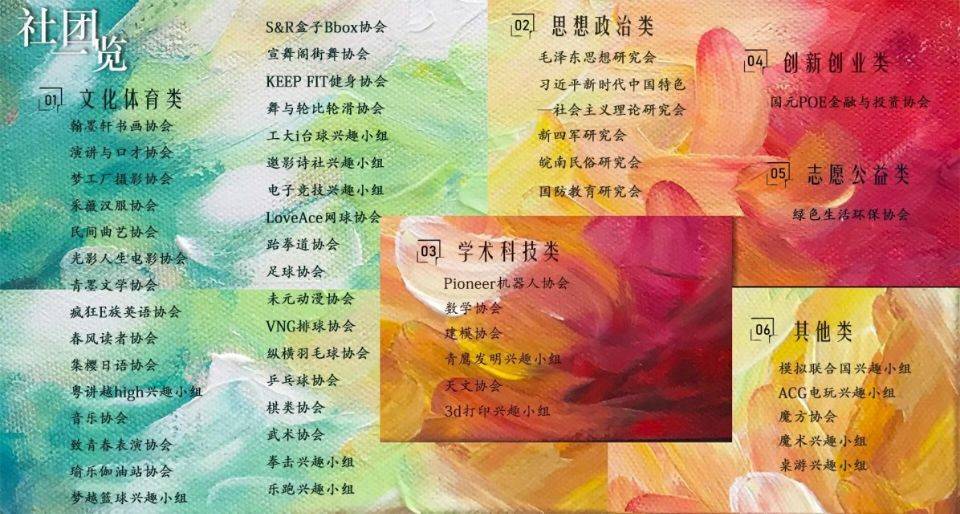 社团一览
01 文化体育类
翰墨轩书画协会
演讲与口才协会
梦工厂摄影协会
采薇汉服协会
民间曲艺协会
光影人生电影协会
青墨文学协会
疯狂E族英语协会
春风读者协会
集樱日语协会
粤讲越high兴趣小组
音乐协会
致青春表演协会
瑜乐伽油站协会
梦越篮球兴趣小组
S&R盒子Bbox协会
宣舞阁街舞协会
KEEP FIT健身协会
舞与轮比轮滑协会
工大i台球兴趣小组
邀影诗社兴趣小组
电子竞技兴趣小组
LoveAce网球协会
跆拳道协会
足球协会
未元动漫协会
VNG排球协会
纵横羽毛球协会
乒乓球协会
棋类协会
武术协会
拳击兴趣小组
乐跑兴趣小组
02 思想政治类
毛泽东思想研究会
习近平新时代中国特色
—社会主义理论研究会
新四军研究会
皖南民俗研究会
国防教育研究会
03 学术科技类
Pioneer机器人协会
数学协会
建模协会
青鹰发明兴趣小组
天文协会
3d打印兴趣小组
04 创新创业类
国元POE金融与投资协会
05 志愿公益类
绿色生活环保协会
06 其他类
模拟联合国兴趣小组
ACG电玩兴趣小组
魔方协会
魔术兴趣小组
桌游兴趣小组